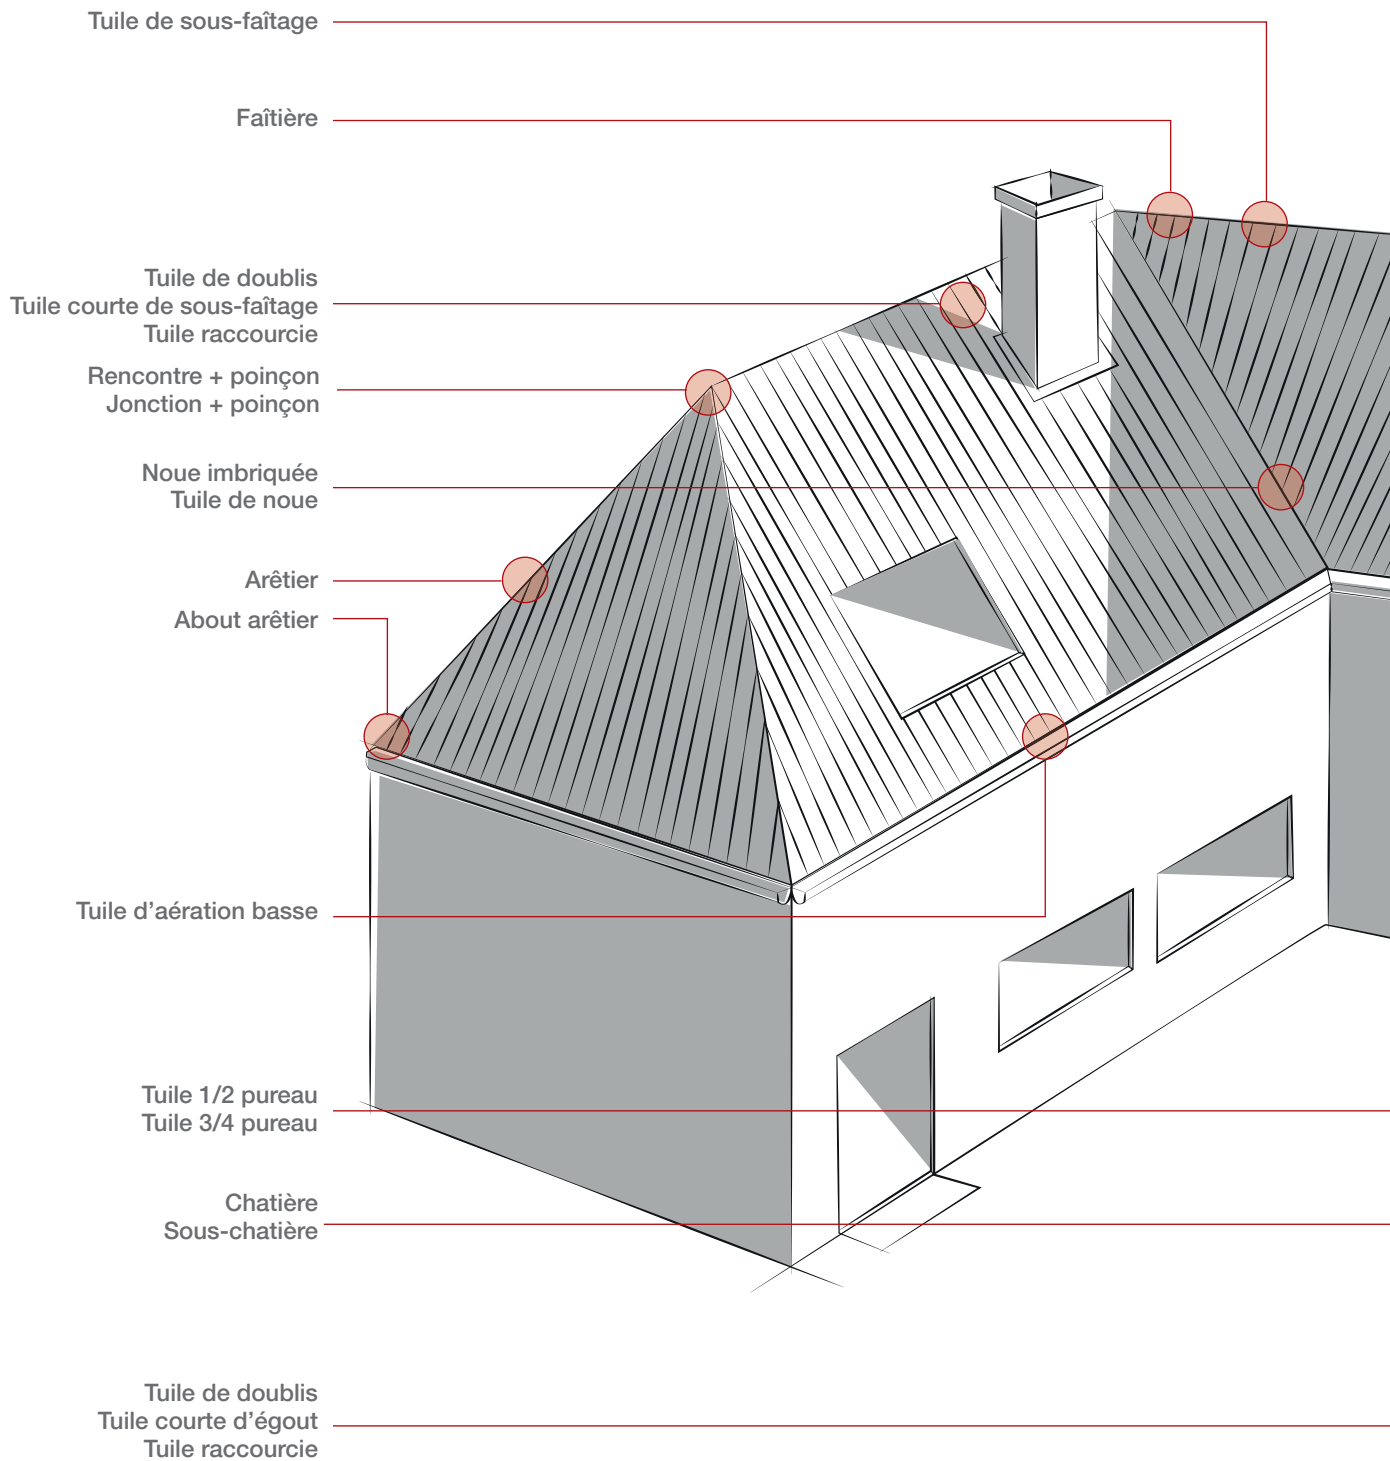 Tuile de sous-faîtage
Faîtière
Tuile de doublis
Tuile courte de sous-faîtage
Tuile raccourcie
Rencontre + poinçon
Jonction + poinçon
Noue imbriquée
Tuile de noue
Arêtier
About arêtier
Tuile d’aération basse
Tuile 1/2 pureau
Tuile 3/4 pureau
Chatière
Sous-chatière
Tuile de doublis
Tuile courte d’égout
Tuile raccourcie